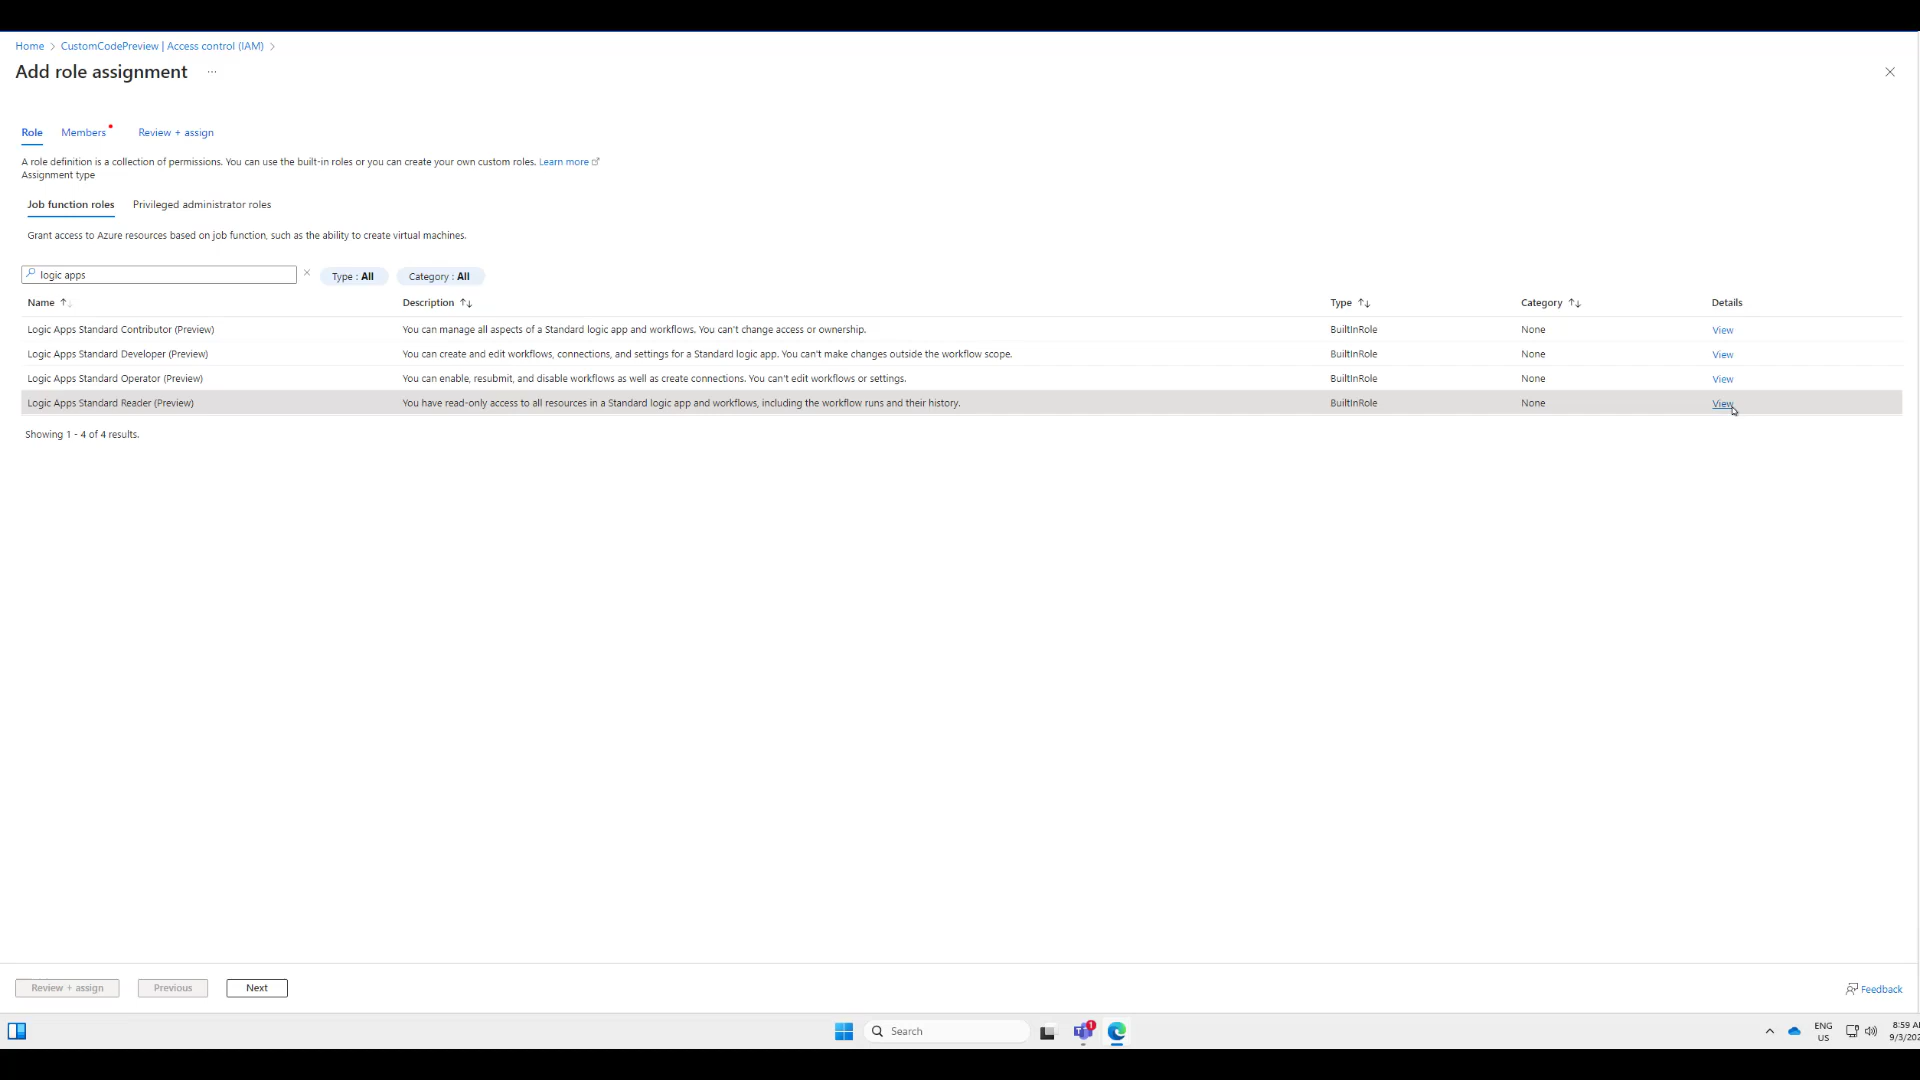 Home > CustomCodePreview | Access control (IAM) >
Add role assignment ...
Role Members Review + assign
A role definition is a collection of permissions. You can use the built-in roles or you can create your own custom roles. Learn more
Assignment type
Job function roles Privileged administrator roles
Grant access to Azure resources based on job function, such as the ability to create virtual machines.
logic apps Type : All Category : All
Name Description Type Category Details
Logic Apps Standard Contributor (Preview) You can manage all aspects of a Standard logic app and workflows. You can't change access or ownership. BuiltInRole None View
Logic Apps Standard Developer (Preview) You can create and edit workflows, connections, and settings for a Standard logic app. You can't make changes outside the workflow scope. BuiltInRole None View
Logic Apps Standard Operator (Preview) You can enable, resubmit, and disable workflows as well as create connections. You can't edit workflows or settings. BuiltInRole None View
Logic Apps Standard Reader (Preview) You have read-only access to all resources in a Standard logic app and workflows, including the workflow runs and their history. BuiltInRole None View
Showing 1 - 4 of 4 results.
Review + assign Previous Next Feedback
Search 1 ENG 8:59
US